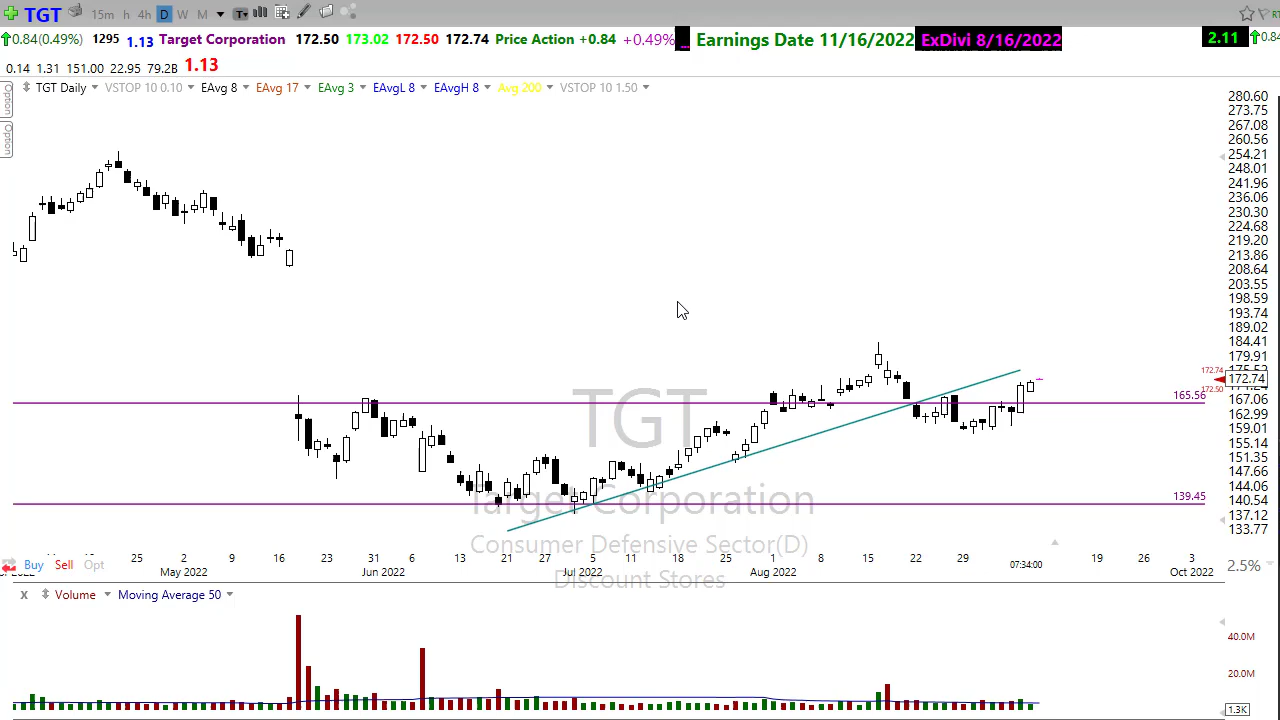 TGT 15m h 4h D W M T
0.84(0.49%) 1295 1.13 Target Corporation 172.50 173.02 172.50 172.74 Price Action +0.84 +0.49% ... Earnings Date 11/16/2022 ExDivi 8/16/2022 2.11 0.84
0.14 1.31 151.00 22.95 79.2B 1.13
TGT Daily VSTOP 10 0.10 EAvg 8 EAvg 17 EAvg 3 EAvgL 8 EAvgH 8 Avg 200 VSTOP 10 1.50
Option
Option
280.60
273.75
267.08
260.56
254.21
248.01
241.96
236.06
230.30
224.68
219.20
213.86
208.64
203.55
198.59
193.74
189.02
184.41
179.91
172.74
172.74
172.50
165.56
167.06
162.99
159.01
155.14
151.35
147.66
144.06
139.45
140.54
137.12
133.77
TGT
Target Corporation
Consumer Defensive Sector(D)
Discount Stores
25 2 9 16 23 31 6 13 21 27 5 11 18 25 1 8 15 22 29 19 26 3
May 2022 Jun 2022 Jul 2022 Aug 2022 07:34:00 Oct 2022
Buy Sell Opt 2.5%
X Volume Moving Average 50
40.0M
20.0M
1.3K